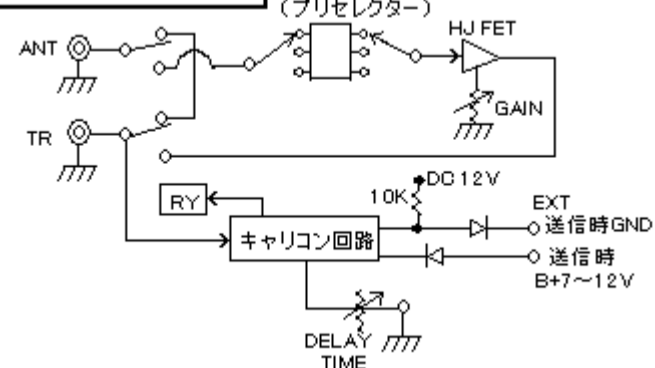 (プリセレクター)
ANT
HJ FET
GAIN
TR
DC 12V
10K
EXT
RY
送信時GND
キャリコン回路
送信時
B+7～12V
DELAY
TIME